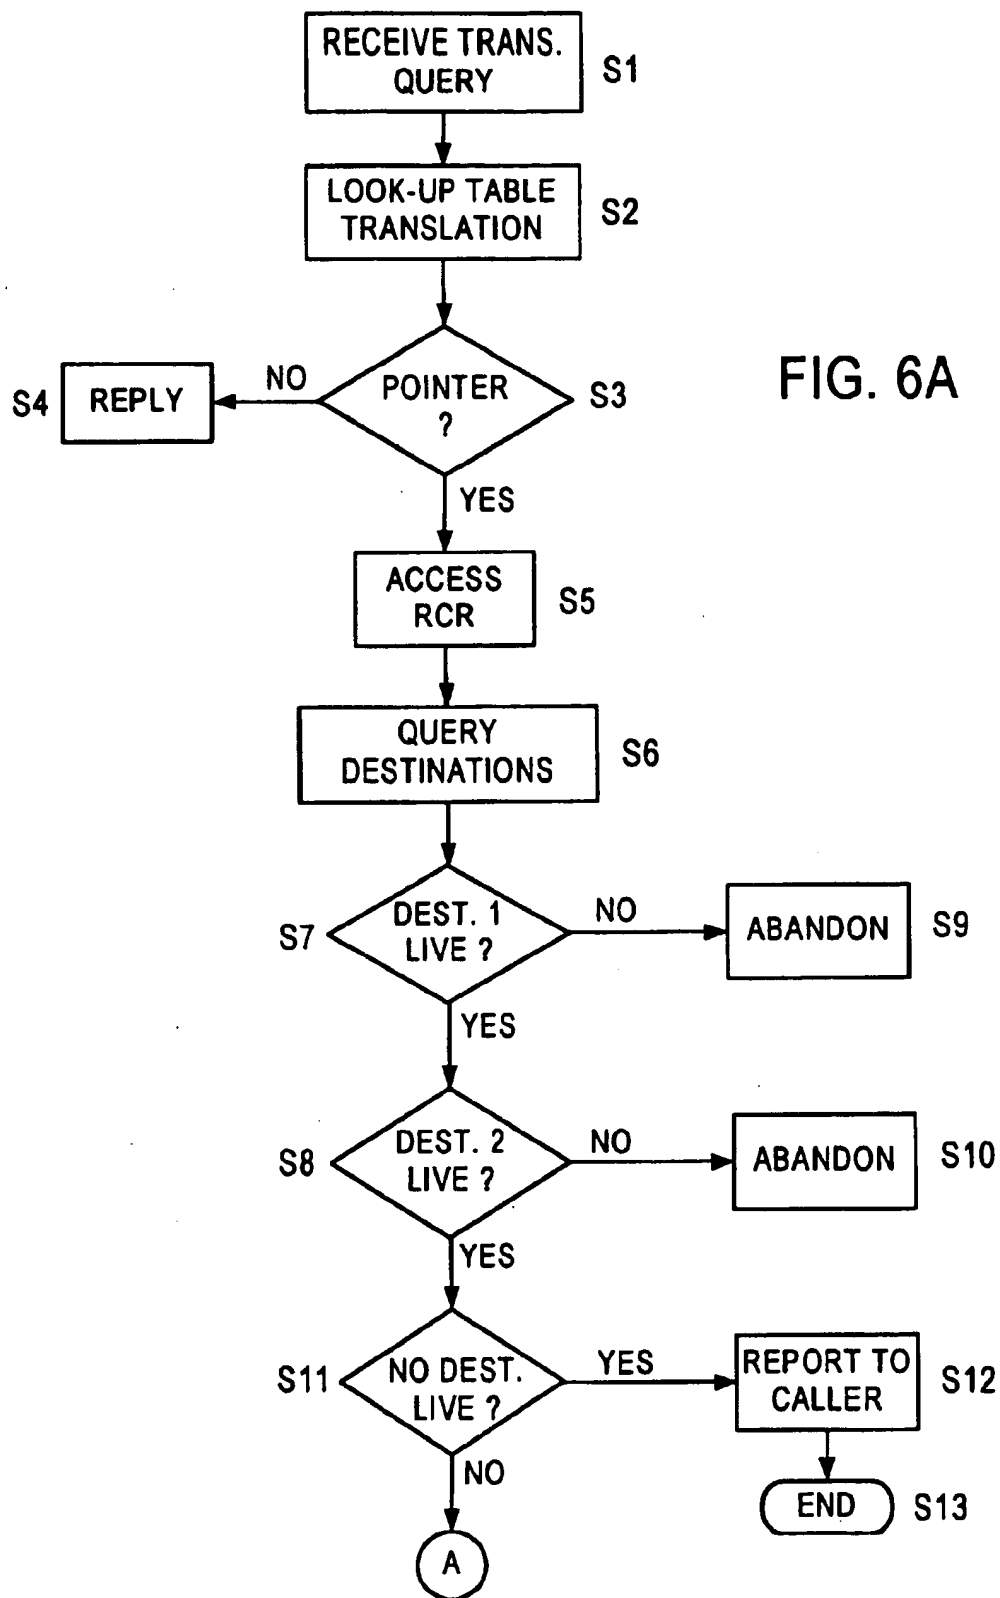 RECEIVE TRANS.
QUERY
S1
LOOK-UP TABLE
TRANSLATION
S2
FIG. 6A
S4
REPLY
NO
POINTER
?
S3
YES
ACCESS
RCR
S5
QUERY
DESTINATIONS
S6
S7
DEST. 1
LIVE ?
NO
ABANDON
S9
YES
S8
DEST. 2
LIVE ?
NO
ABANDON
S10
YES
S11
NO DEST.
LIVE ?
YES
REPORT TO
CALLER
S12
NO
END
S13
A